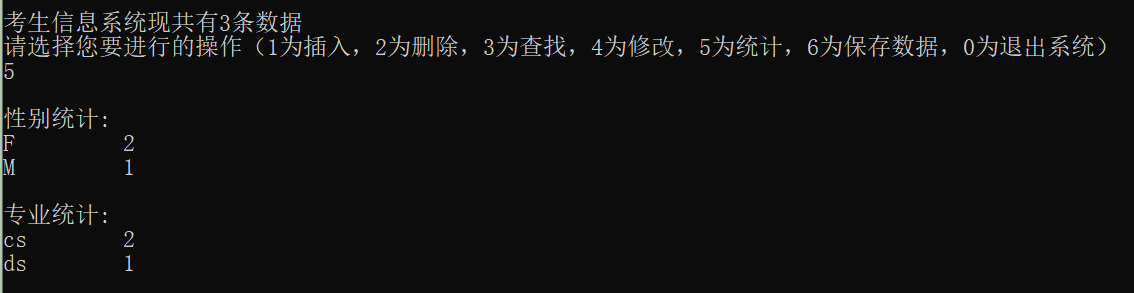 考生信息系统现共有3条数据
请选择您要进行的操作（1为插入，2为删除，3为查找，4为修改，5为统计，6为保存数据，0为退出系统）
5
性别统计:
F 2
M 1
专业统计:
cs 2
ds 1